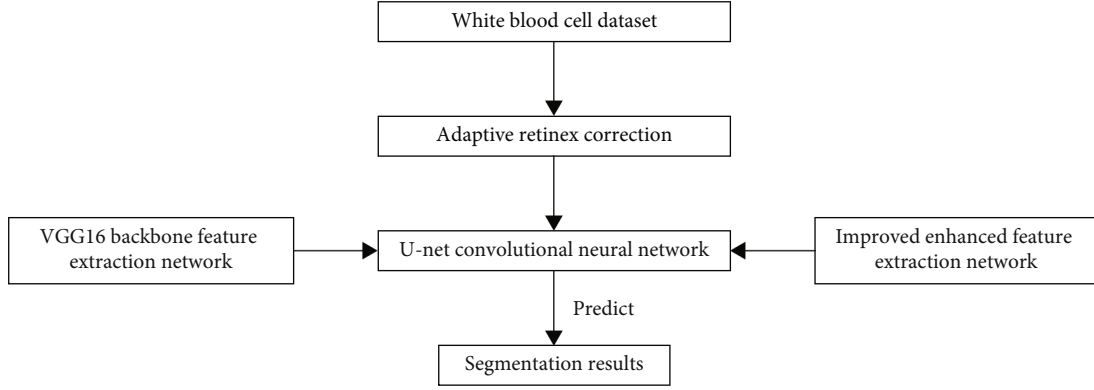 White blood cell dataset
Adaptive retinex correction
VGG16 backbone feature
extraction network
U-net convolutional neural network
Improved enhanced feature
extraction network
Predict
Segmentation results